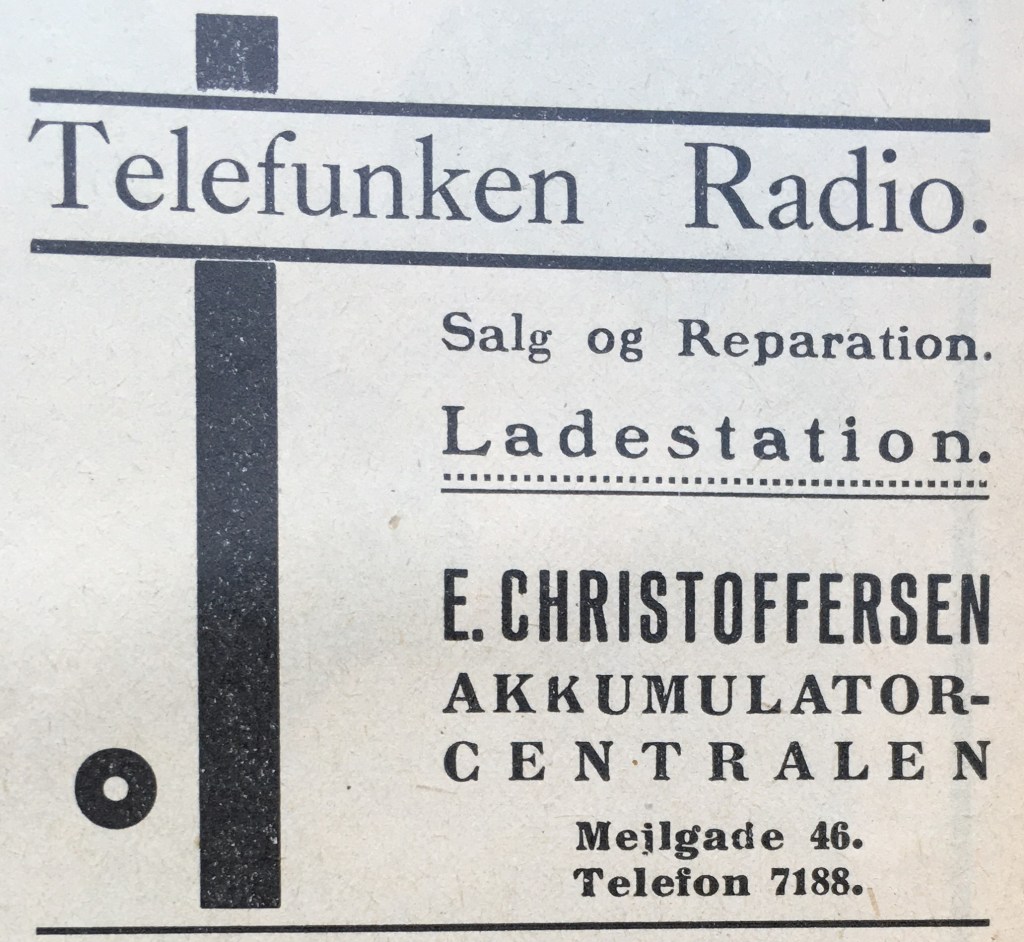 Telefunken Radio.
Salg og Reparation.
Ladestation.
E. CHRISTOFFERSEN
AKKUMULATOR-
CENTRALEN
Mejlgade 46.
Telefon 7188.